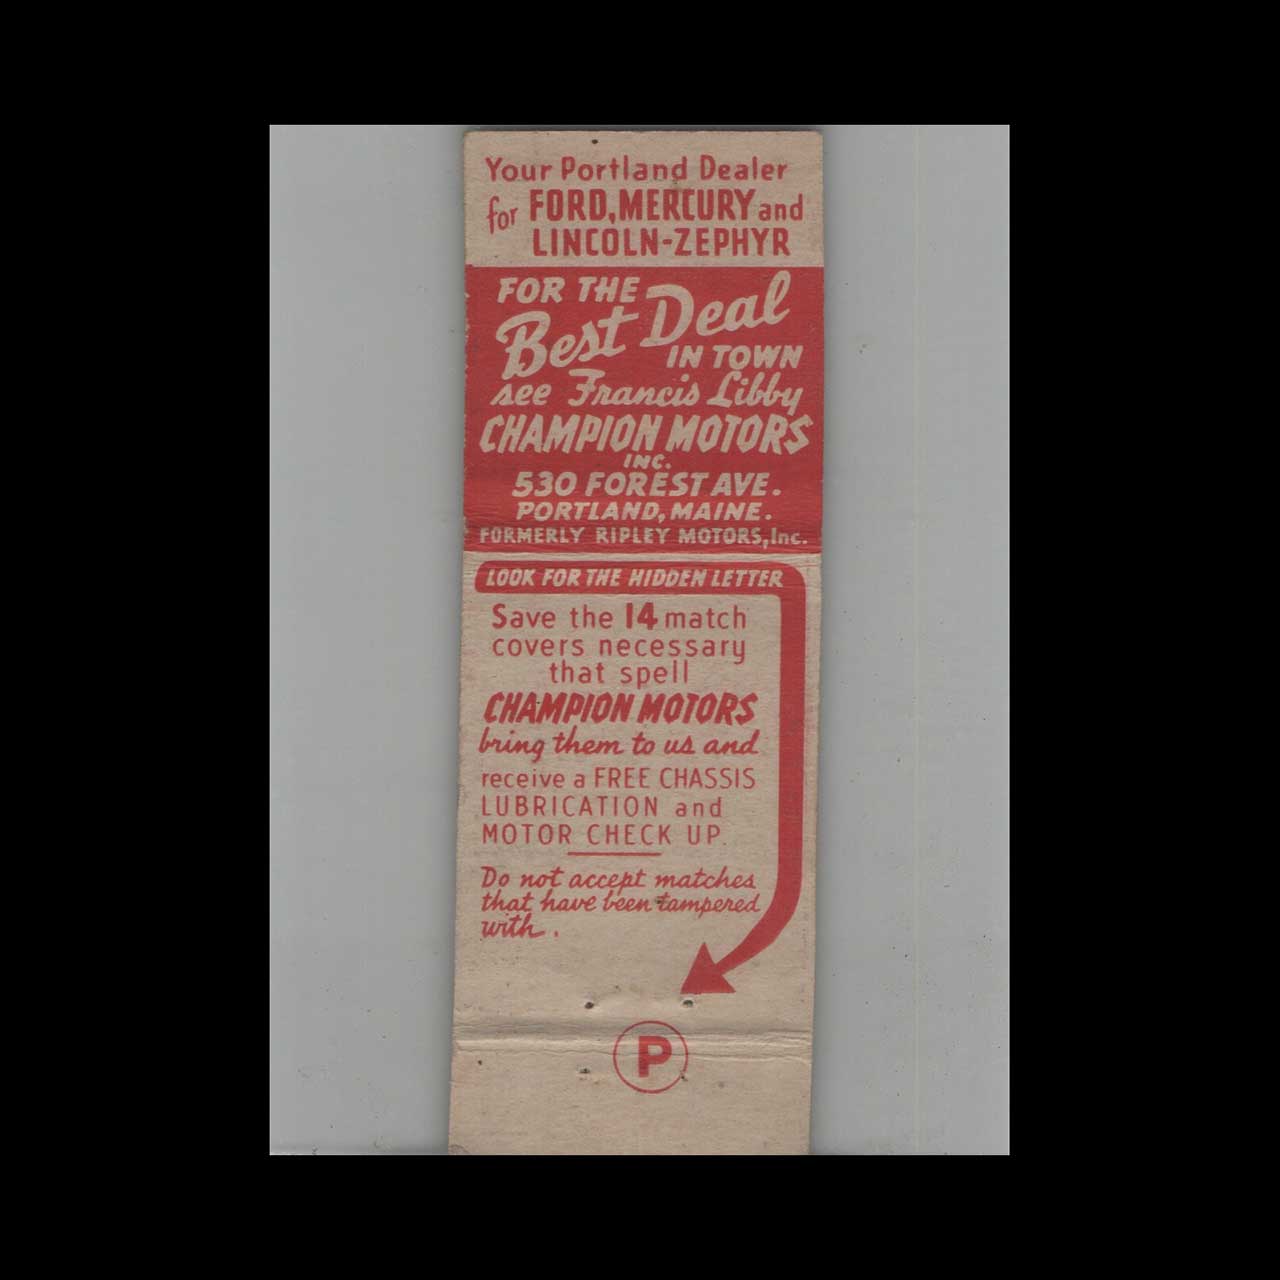 Your Portland Dealer
for FORD, MERCURY and
LINCOLN-ZEPHYR
FOR THE
Best Deal
IN TOWN
see Francis Libby
CHAMPION MOTORS
INC.
530 FOREST AVE.
PORTLAND, MAINE.
FORMERLY RIPLEY MOTORS, Inc.
LOOK FOR THE HIDDEN LETTER
Save the 14 match
covers necessary
that spell
CHAMPION MOTORS
bring them to us and
receive a FREE CHASSIS
LUBRICATION and
MOTOR CHECK UP.
Do not accept matches
that have been tampered
with.
P